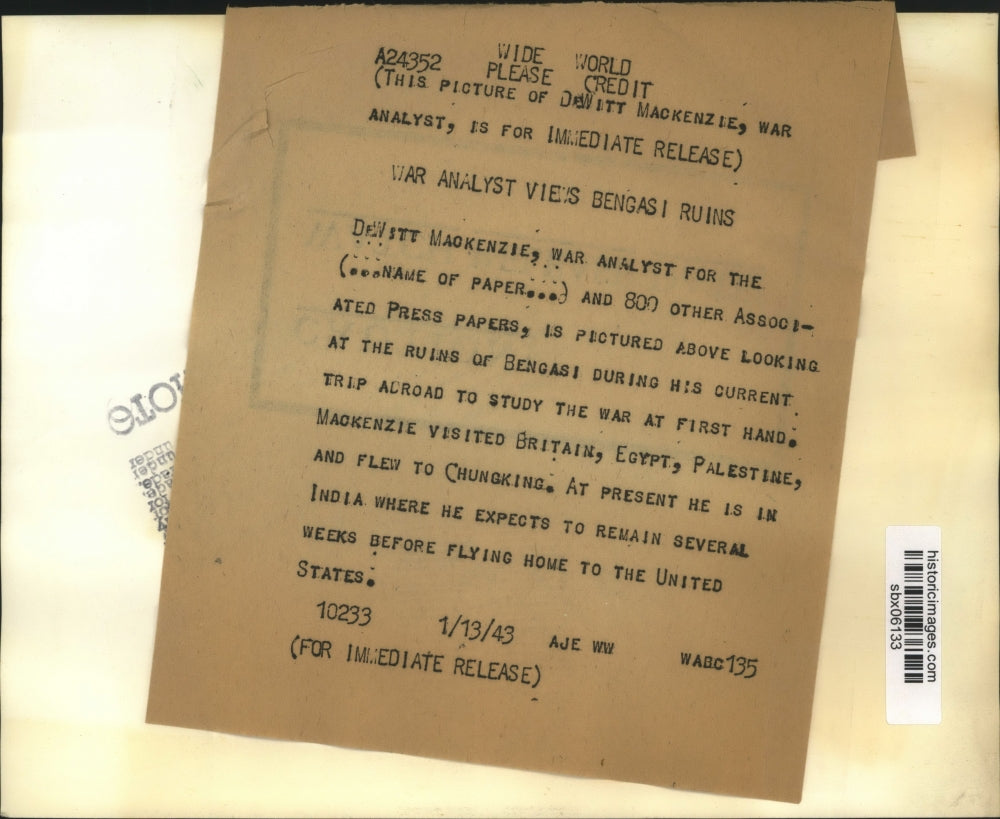 A24352 WIDE WORLD
PLEASE CREDIT
(THIS PICTURE OF DEWITT MACKENZIE, WAR
ANALYST, IS FOR IMMEDIATE RELEASE)
WAR ANALYST VIEWS BENGASI RUINS
DEWITT MACKENZIE, WAR ANALYST FOR THE
(...NAME OF PAPER...) AND 800 OTHER ASSOCI-
ATED PRESS PAPERS, IS PICTURED ABOVE LOOKING
AT THE RUINS OF BENGASI DURING HIS CURRENT
TRIP ABROAD TO STUDY THE WAR AT FIRST HAND.
MACKENZIE VISITED BRITAIN, EGYPT, PALESTINE,
AND FLEW TO CHUNGKING. AT PRESENT HE IS IN
INDIA WHERE HE EXPECTS TO REMAIN SEVERAL
WEEKS BEFORE FLYING HOME TO THE UNITED
STATES.
10233 1/13/43 AJE WW WABC135
(FOR IMMEDIATE RELEASE)
historicimages.com
sbx06133